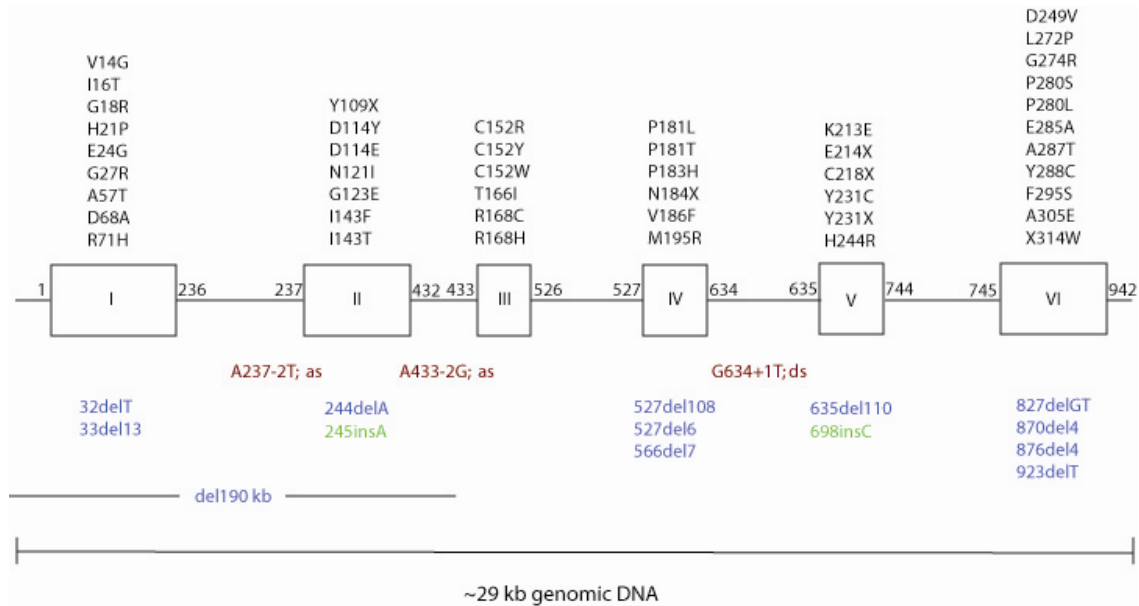 V14G
I16T
G18R
H21P
E24G
G27R
A57T
D68A
R71H
Y109X
D114Y
D114E
N121I
G123E
I143F
I143T
C152R
C152Y
C152W
T166I
R168C
R168H
P181L
P181T
P183H
N184X
V186F
M195R
K213E
E214X
C218X
Y231C
Y231X
H244R
D249V
L272P
G274R
P280S
P280L
E285A
A287T
Y288C
F295S
A305E
X314W
1 I 236 237 II 432 433 III 526 527 IV 634 635 V 744 745 VI 942
A237-2T; as A433-2G; as G634+1T; ds
32delT
33del13
244delA
245insA
527del108
527del6
566del7
635del110
698insC
827delGT
870del4
876del4
923delT
del190 kb
~29 kb genomic DNA